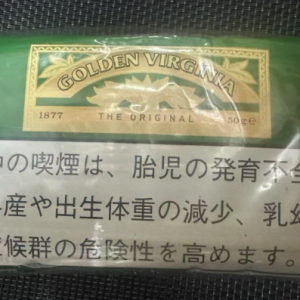 GOLDEN VIRGINIA
1877 THE ORIGINAL 50g℮
中の喫煙は、胎児の発育不全
産や出生体重の減少、乳幼
候群の危険性を高めます。